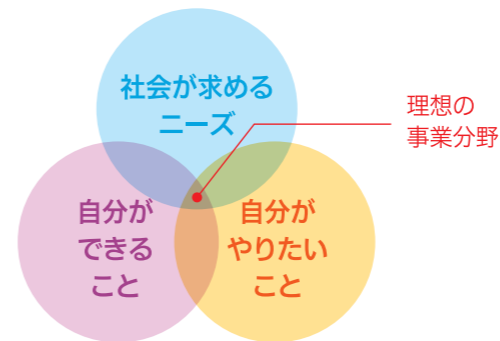 社会が求める
ニーズ
理想の
事業分野
自分が
できる
こと
自分が
やりたい
こと